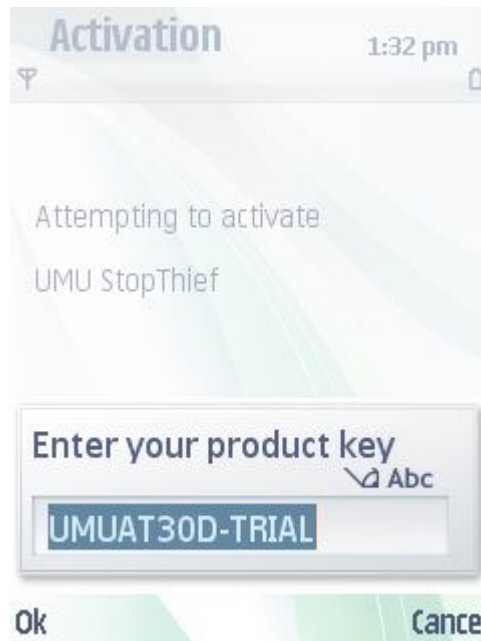 Activation
1:32 pm
Attempting to activate
UMU StopThief
Enter your product key
Abc
UMUAT30D-TRIAL
Ok
Cance